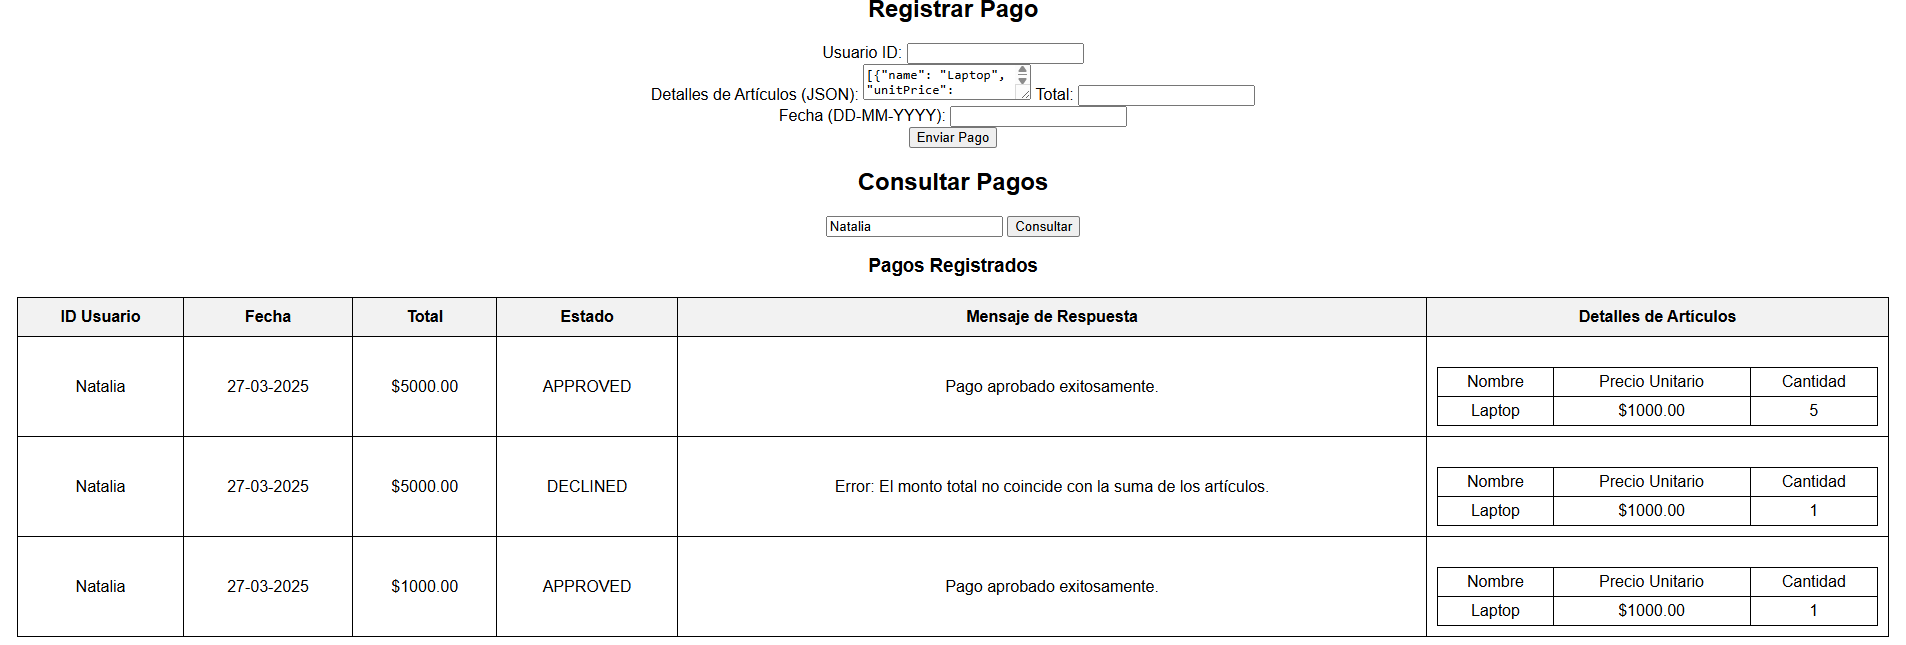 Registrar Pago
Usuario ID:
[{"name": "Laptop",
"unitPrice":
Detalles de Artículos (JSON): Total:
Fecha (DD-MM-YYYY):
Enviar Pago
Consultar Pagos
Natalia Consultar
Pagos Registrados
ID Usuario Fecha Total Estado Mensaje de Respuesta Detalles de Artículos
Natalia 27-03-2025 $5000.00 APPROVED Pago aprobado exitosamente.
Nombre Precio Unitario Cantidad
Laptop $1000.00 5
Natalia 27-03-2025 $5000.00 DECLINED Error: El monto total no coincide con la suma de los artículos.
Nombre Precio Unitario Cantidad
Laptop $1000.00 1
Natalia 27-03-2025 $1000.00 APPROVED Pago aprobado exitosamente.
Nombre Precio Unitario Cantidad
Laptop $1000.00 1